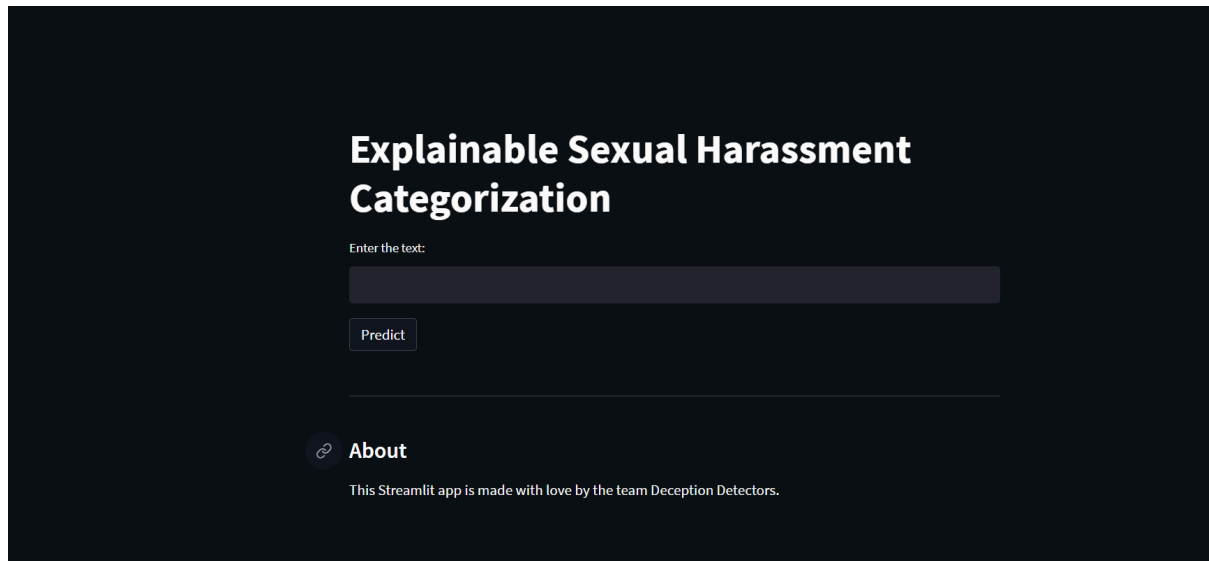 Explainable Sexual Harassment
Categorization
Enter the text:
Predict
About
This Streamlit app is made with love by the team Deception Detectors.